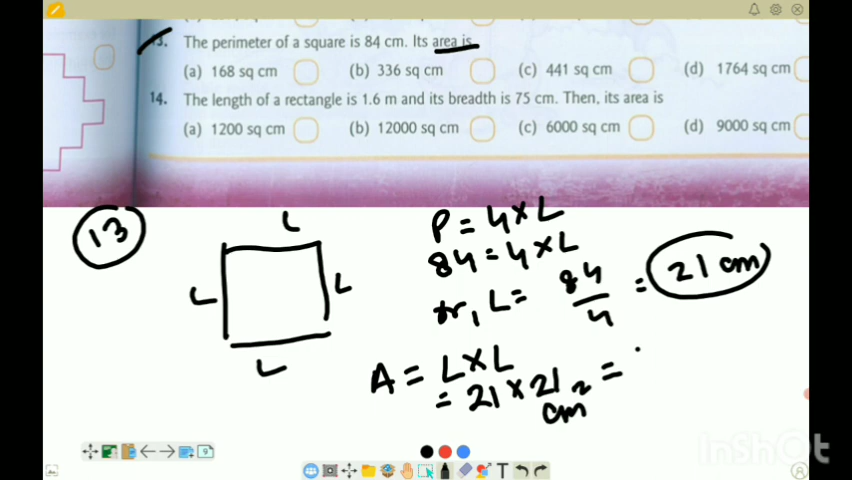 13. The perimeter of a square is 84 cm. Its area is
(a) 168 sq cm (b) 336 sq cm (c) 441 sq cm (d) 1764 sq cm
14. The length of a rectangle is 1.6 m and its breadth is 75 cm. Then, its area is
(a) 1200 sq cm (b) 12000 sq cm (c) 6000 sq cm (d) 9000 sq cm
13
L
L
L
L
P = 4 × L
84 = 4 × L
or, L = 84/4 = 21 cm
A = L × L
= 21 × 21 cm² =
9
T
InShOt